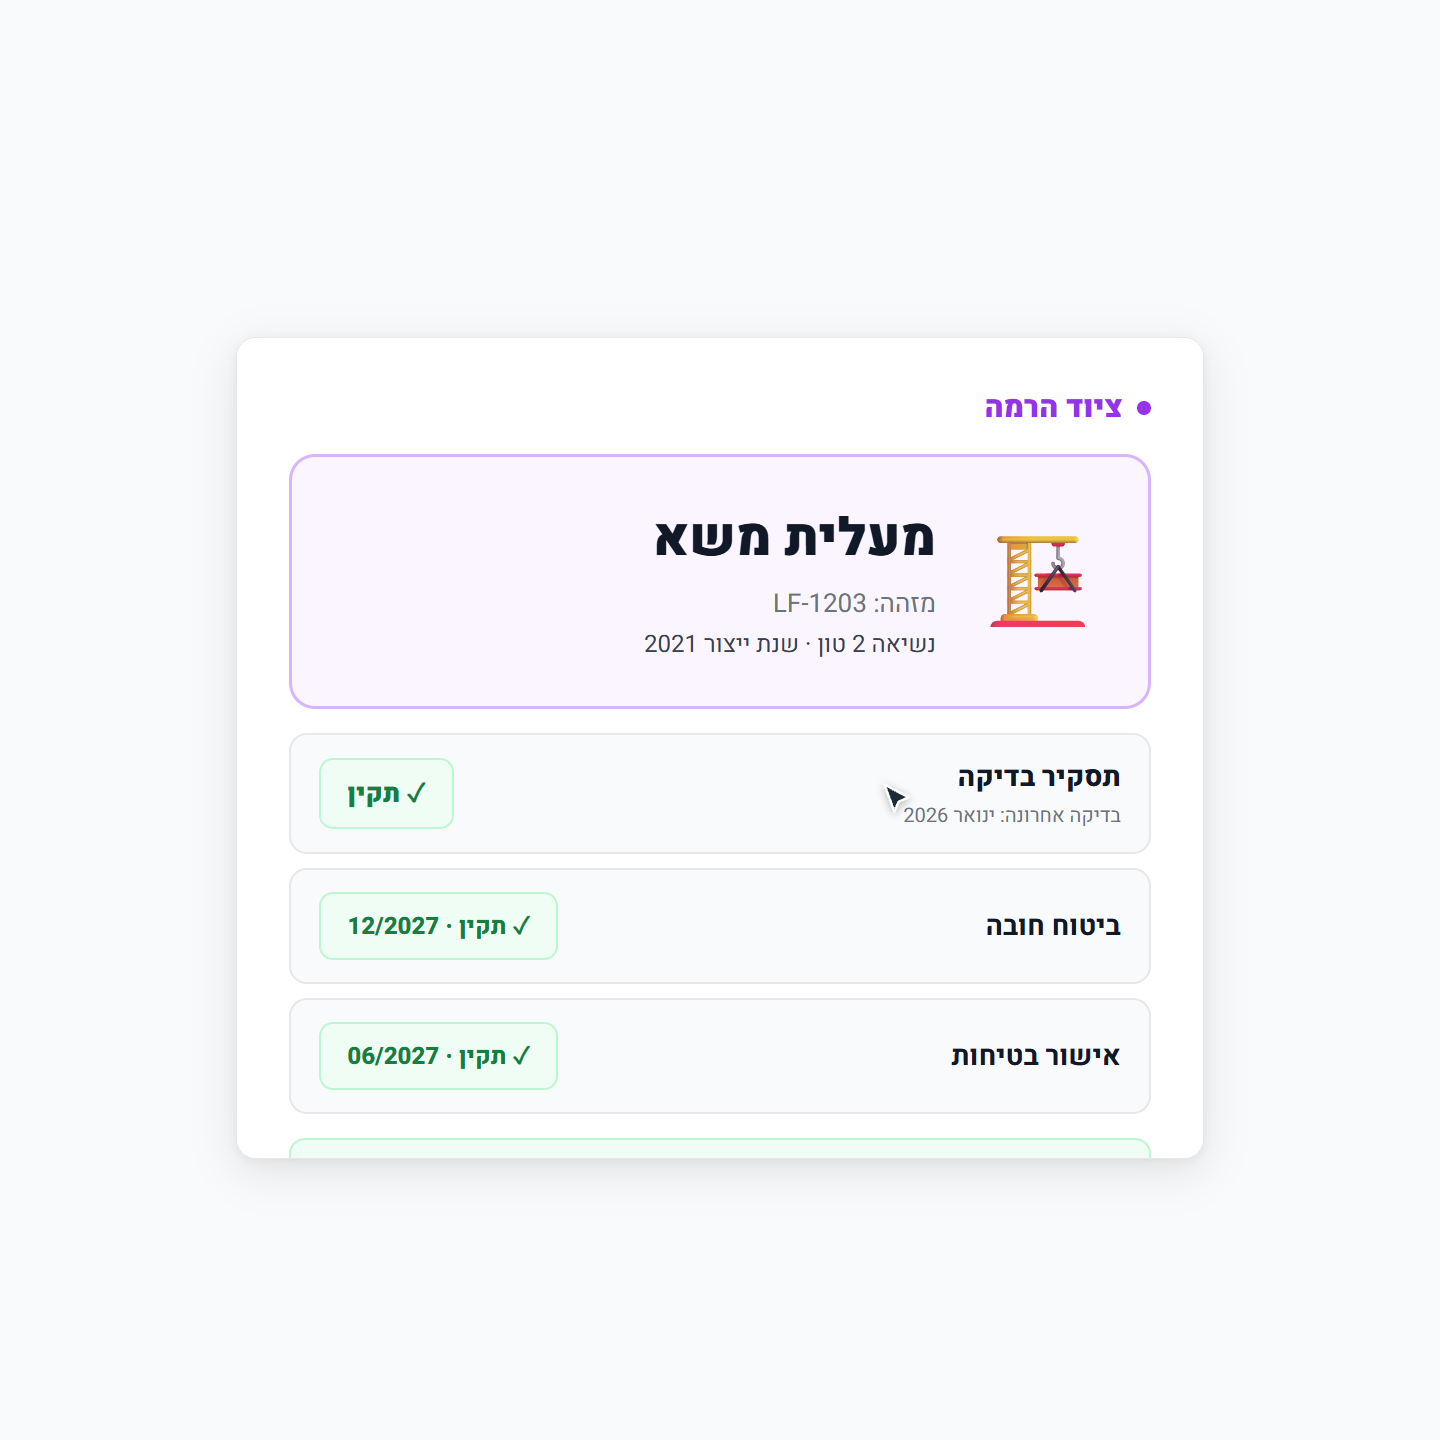 ציוד הרמה
מעלית משא
מזהה: LF-1203
נשיאה 2 טון · שנת ייצור 2021
תסקיר בדיקה
בדיקה אחרונה: ינואר 2026
✓ תקין
ביטוח חובה
✓ תקין · 12/2027
אישור בטיחות
✓ תקין · 06/2027